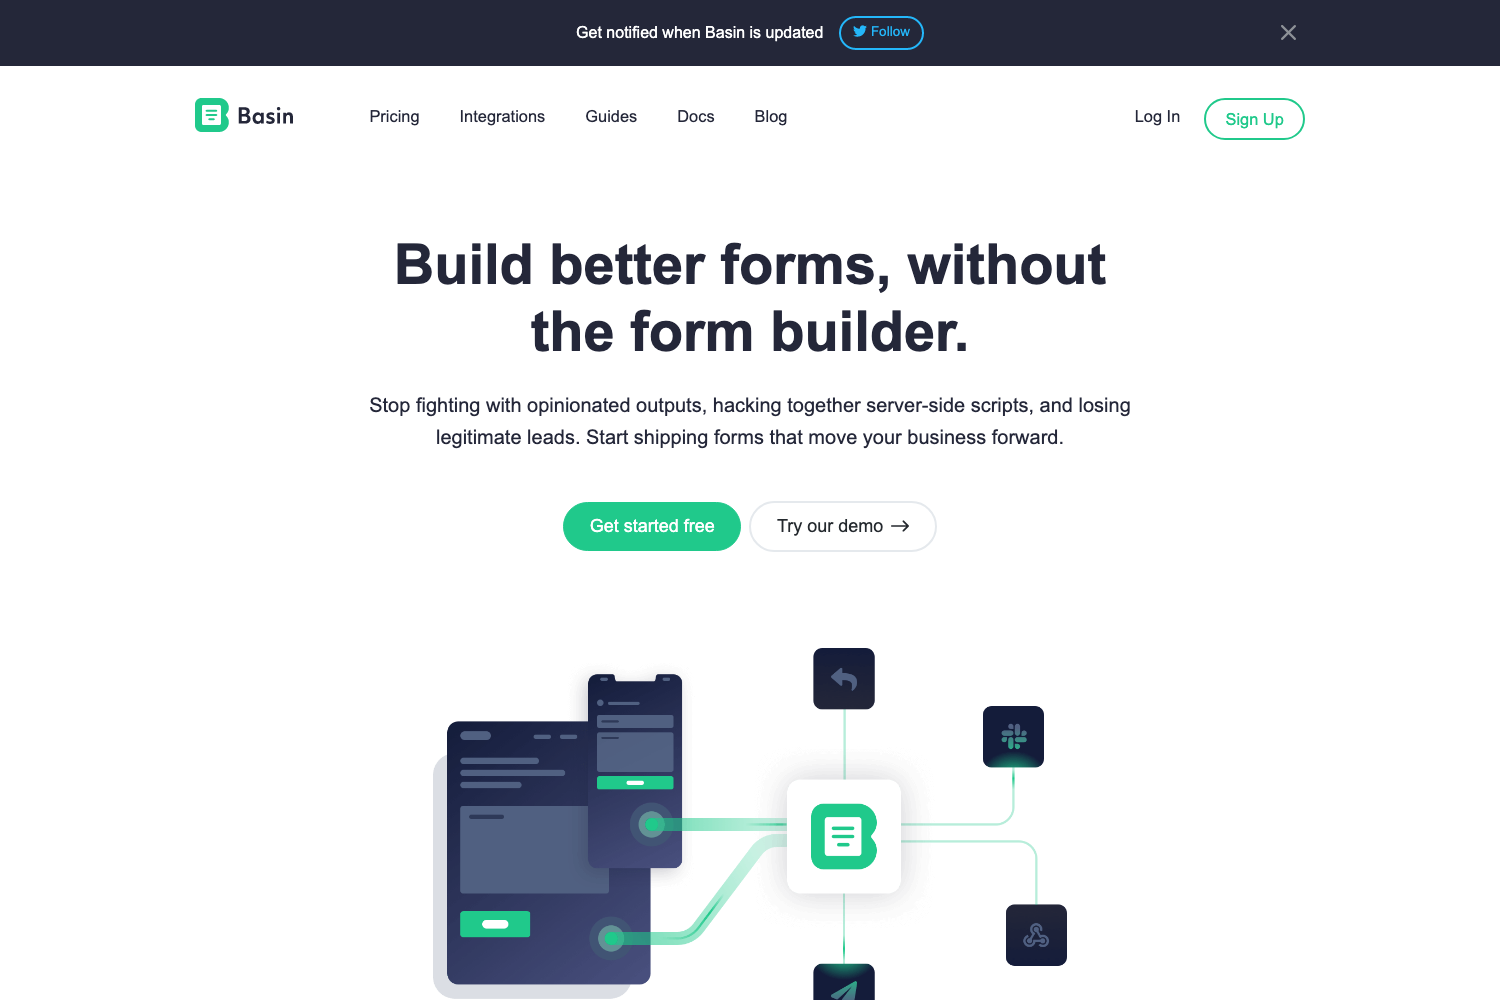 Get notified when Basin is updated
Follow
Basin
Pricing
Integrations
Guides
Docs
Blog
Log In
Sign Up
Build better forms, without
the form builder.
Stop fighting with opinionated outputs, hacking together server-side scripts, and losing
legitimate leads. Start shipping forms that move your business forward.
Get started free
Try our demo →